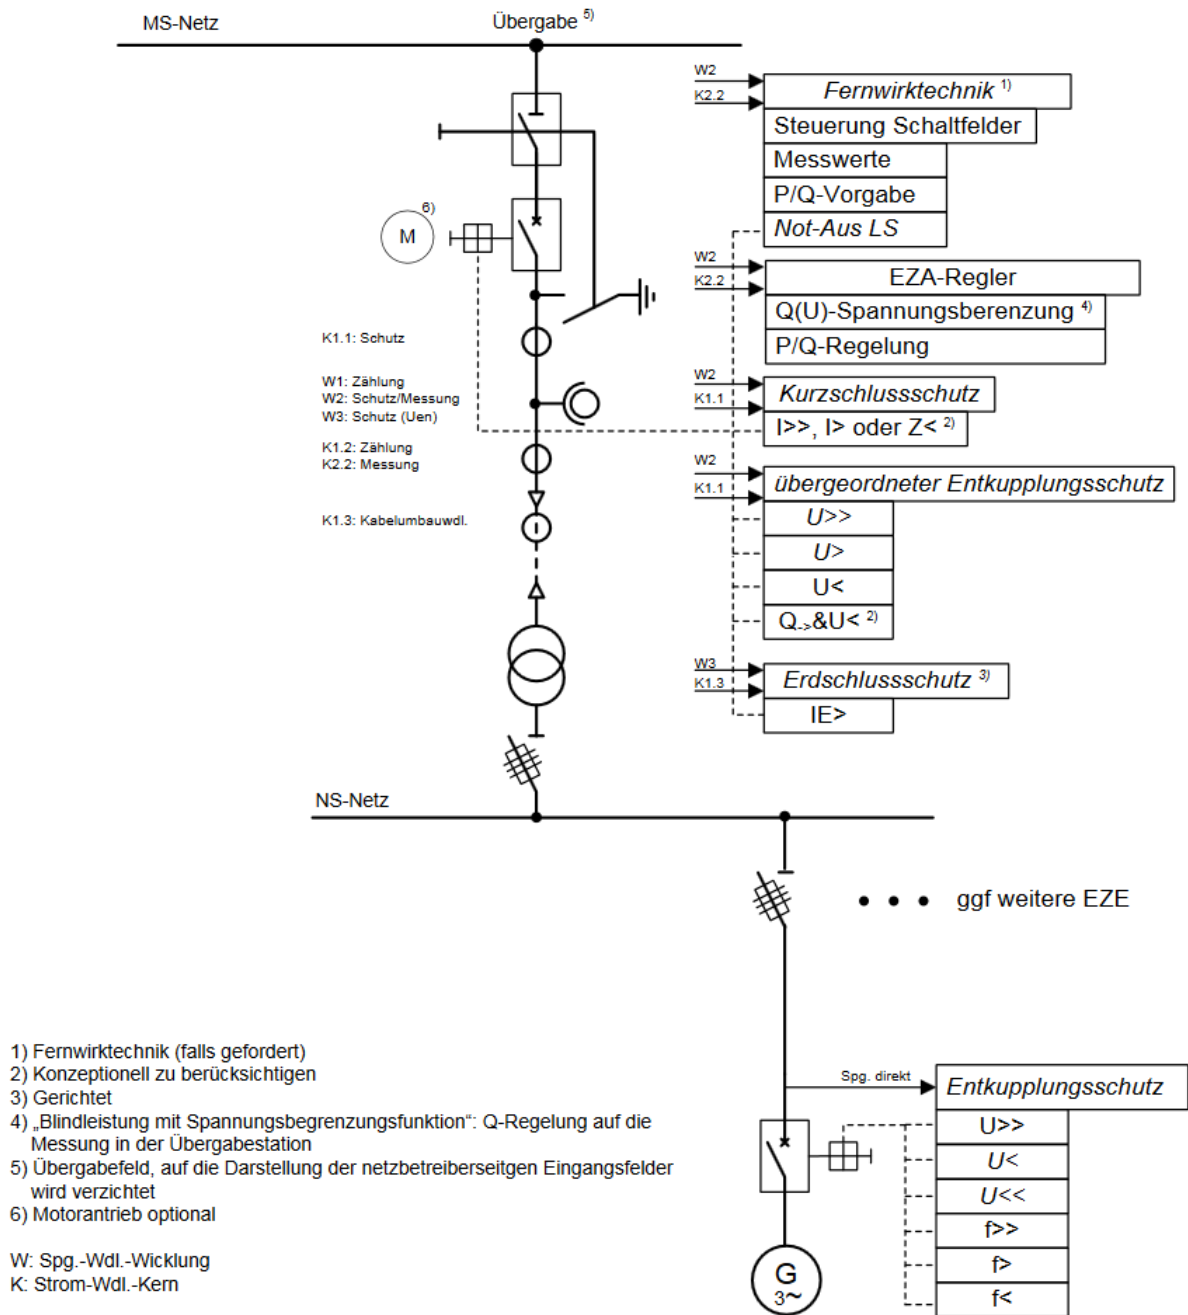 MS-Netz
Übergabe 5)
W2
K2.2
Fernwirktechnik 1)
Steuerung Schaltfelder
Messwerte
P/Q-Vorgabe
Not-Aus LS
6)
M
W2
K2.2
EZA-Regler
Q(U)-Spannungsberenzung 4)
P/Q-Regelung
K1.1: Schutz
W1: Zählung
W2: Schutz/Messung
W3: Schutz (Uen)
K1.2: Zählung
K2.2: Messung
K1.3: Kabelumbauwdl.
W2
K1.1
Kurzschlussschutz
I>>, I> oder Z< 2)
W2
K1.1
übergeordneter Entkupplungsschutz
U>>
U>
U<
Q->&U< 2)
W3
K1.3
Erdschlussschutz 3)
IE>
NS-Netz
ggf weitere EZE
Spg. direkt
Entkupplungsschutz
U>>
U<
U<<
f>>
f>
f<
G
3~
1) Fernwirktechnik (falls gefordert)
2) Konzeptionell zu berücksichtigen
3) Gerichtet
4) „Blindleistung mit Spannungsbegrenzungsfunktion“: Q-Regelung auf die
Messung in der Übergabestation
5) Übergabefeld, auf die Darstellung der netzbetreiberseitgen Eingangsfelder
wird verzichtet
6) Motorantrieb optional
W: Spg.-Wdl.-Wicklung
K: Strom-Wdl.-Kern